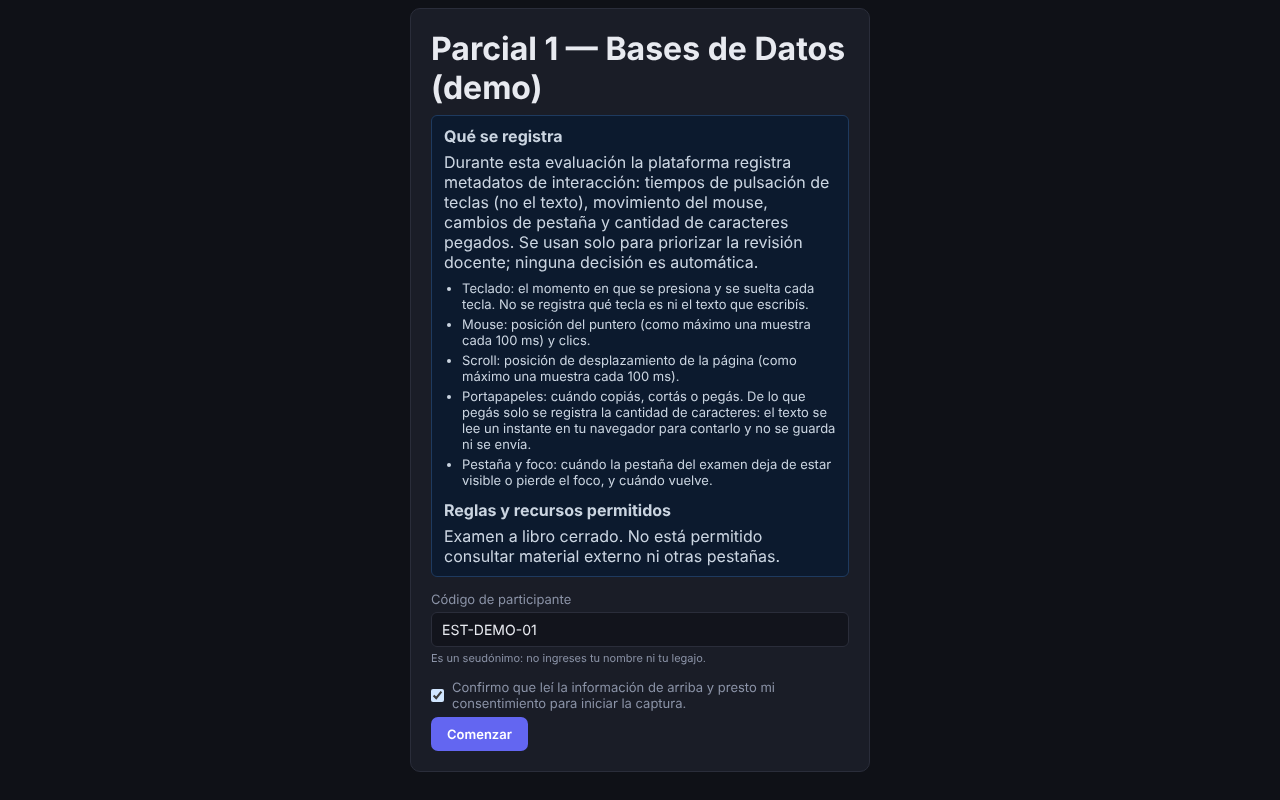 Parcial 1 — Bases de Datos
(demo)
Qué se registra
Durante esta evaluación la plataforma registra
metadatos de interacción: tiempos de pulsación de
teclas (no el texto), movimiento del mouse,
cambios de pestaña y cantidad de caracteres
pegados. Se usan solo para priorizar la revisión
docente; ninguna decisión es automática.
• Teclado: el momento en que se presiona y se suelta cada
tecla. No se registra qué tecla es ni el texto que escribís.
• Mouse: posición del puntero (como máximo una muestra
cada 100 ms) y clics.
• Scroll: posición de desplazamiento de la página (como
máximo una muestra cada 100 ms).
• Portapapeles: cuándo copiás, cortás o pegás. De lo que
pegás solo se registra la cantidad de caracteres: el texto se
lee un instante en tu navegador para contarlo y no se guarda
ni se envía.
• Pestaña y foco: cuándo la pestaña del examen deja de estar
visible o pierde el foco, y cuándo vuelve.
Reglas y recursos permitidos
Examen a libro cerrado. No está permitido
consultar material externo ni otras pestañas.
Código de participante
EST-DEMO-01
Es un seudónimo: no ingreses tu nombre ni tu legajo.
Confirmo que leí la información de arriba y presto mi
consentimiento para iniciar la captura.
Comenzar